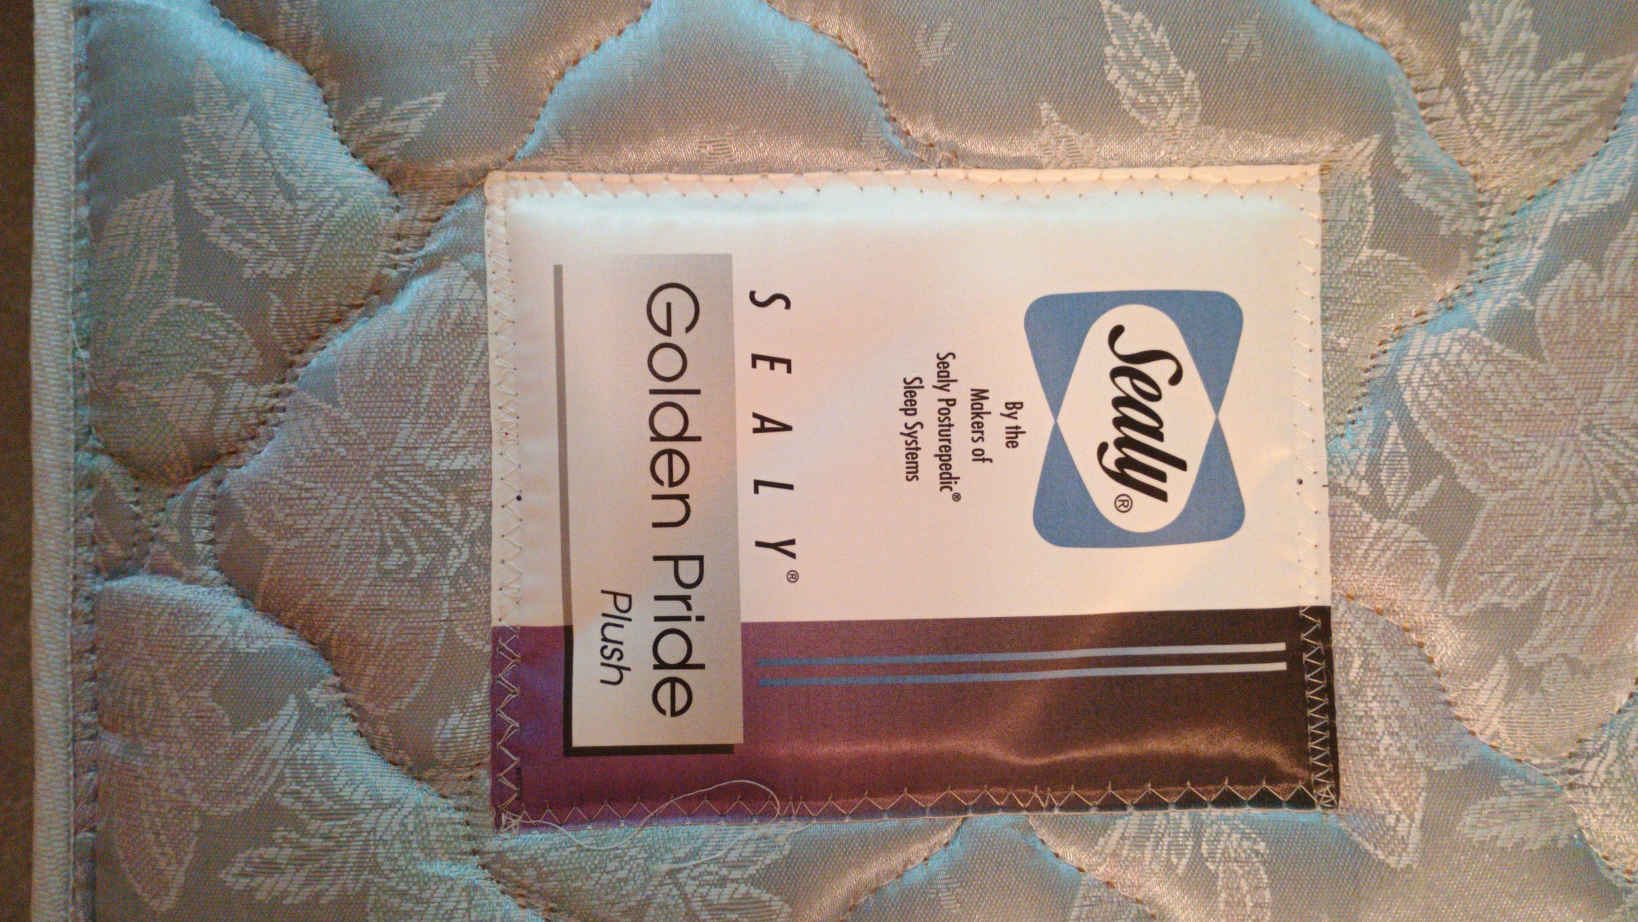 Sealy®
By the
Makers of
Sealy Posturepedic®
Sleep Systems
SEALY®
Golden Pride
Plush